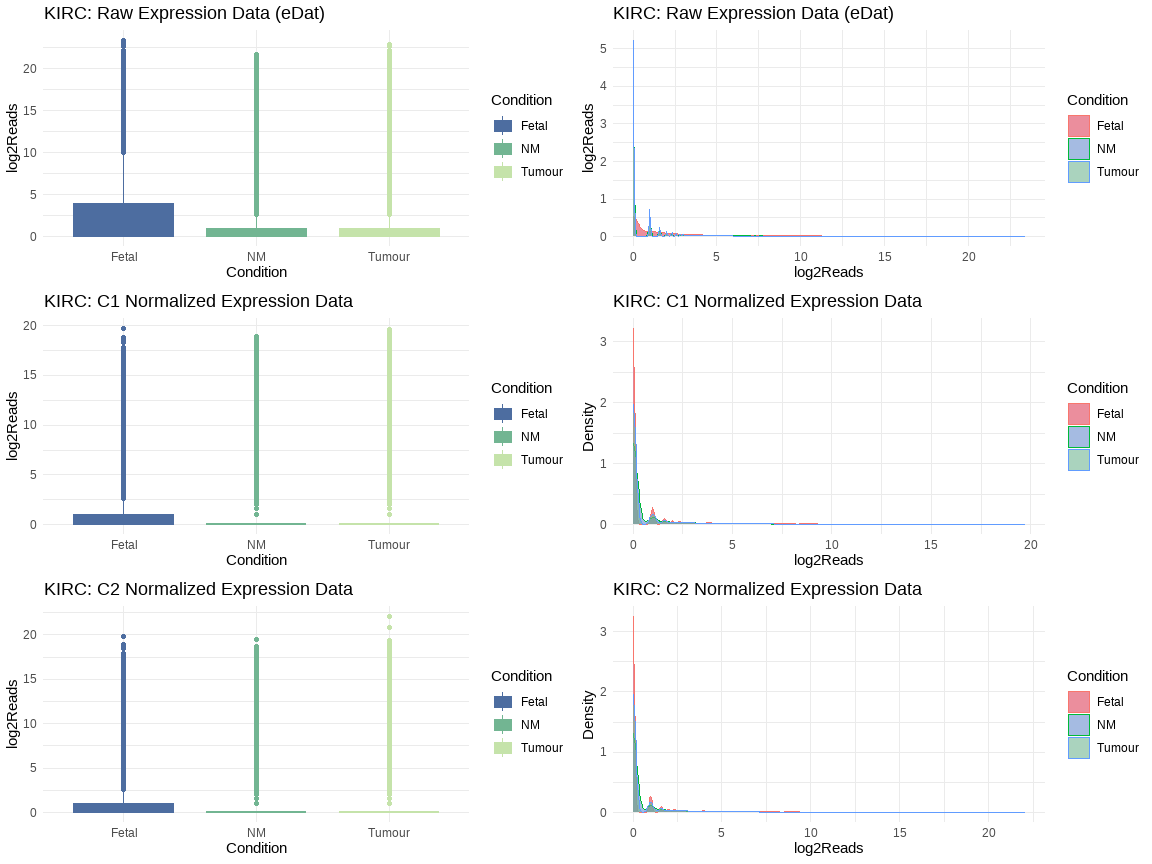 KIRC: Raw Expression Data (eDat)
log2Reads
20
15
10
5
0
Fetal NM Tumour
Condition
Condition
Fetal
NM
Tumour
KIRC: Raw Expression Data (eDat)
log2Reads
5
4
3
2
1
0
0 5 10 15 20
log2Reads
Condition
Fetal
NM
Tumour
KIRC: C1 Normalized Expression Data
log2Reads
20
15
10
5
0
Fetal NM Tumour
Condition
Condition
Fetal
NM
Tumour
KIRC: C1 Normalized Expression Data
Density
3
2
1
0
0 5 10 15 20
log2Reads
Condition
Fetal
NM
Tumour
KIRC: C2 Normalized Expression Data
log2Reads
20
15
10
5
0
Fetal NM Tumour
Condition
Condition
Fetal
NM
Tumour
KIRC: C2 Normalized Expression Data
Density
3
2
1
0
0 5 10 15 20
log2Reads
Condition
Fetal
NM
Tumour